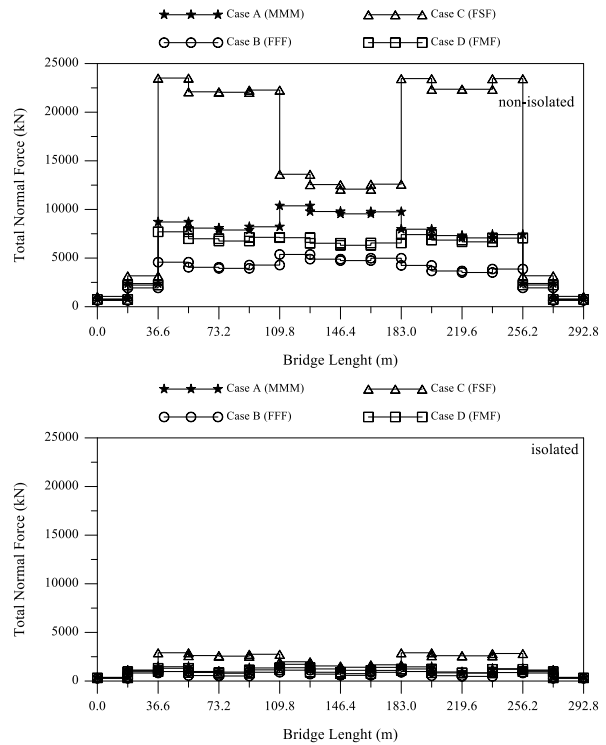 Case A (MMM) Case C (FSF)
Case B (FFF) Case D (FMF)
25000
non-isolated
20000
15000
10000
5000
0
Total Normal Force (kN)
0.0 36.6 73.2 109.8 146.4 183.0 219.6 256.2 292.8
Bridge Lenght (m)
Case A (MMM) Case C (FSF)
Case B (FFF) Case D (FMF)
25000
isolated
20000
15000
10000
5000
0
Total Normal Force (kN)
0.0 36.6 73.2 109.8 146.4 183.0 219.6 256.2 292.8
Bridge Lenght (m)